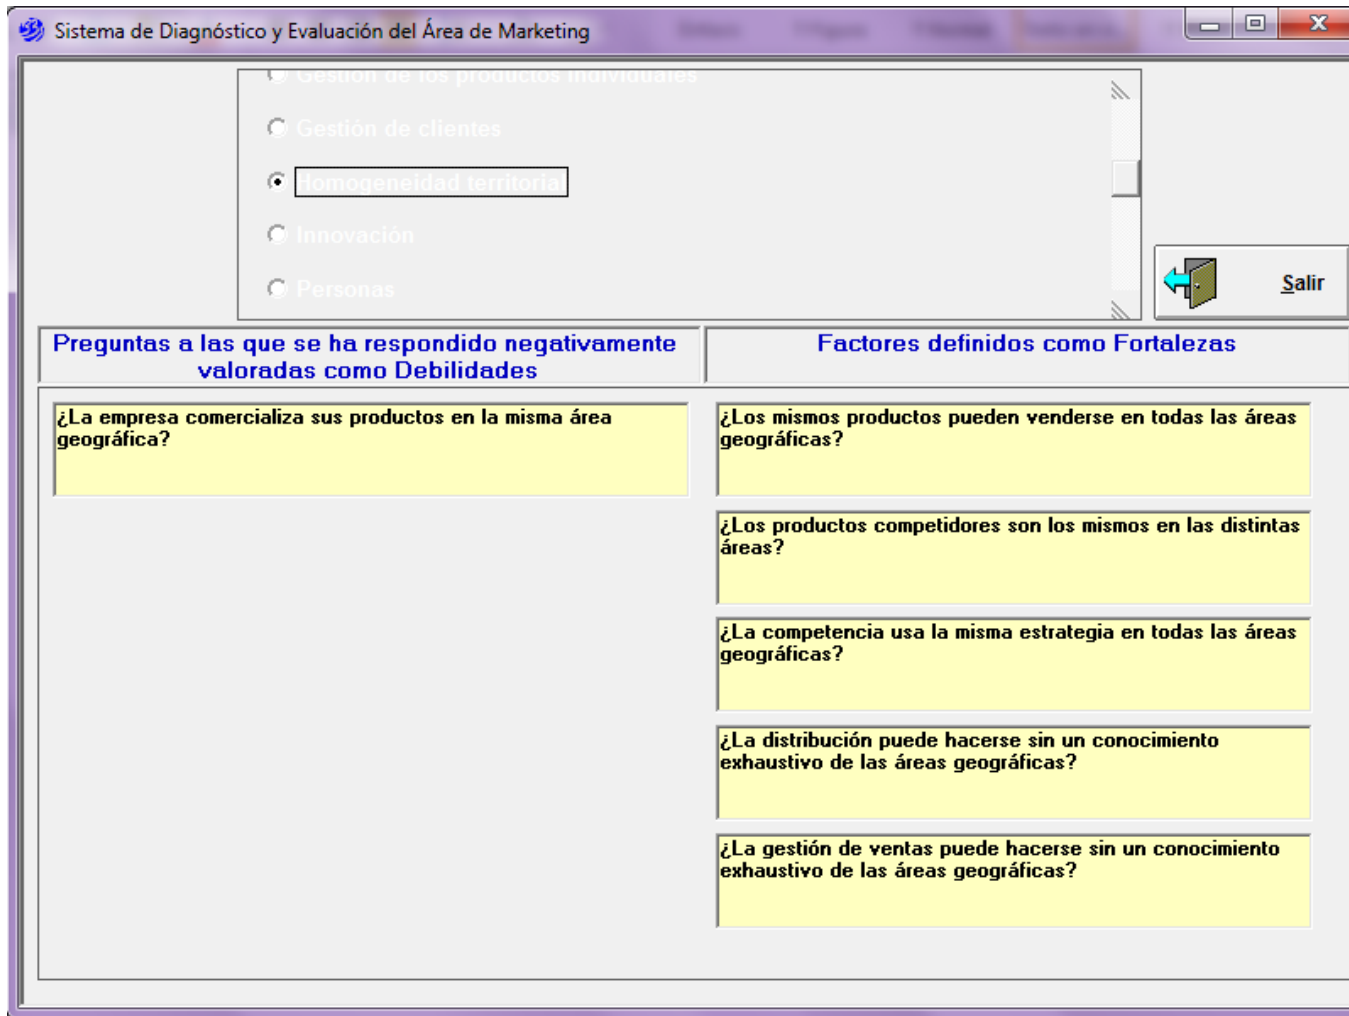 Sistema de Diagnóstico y Evaluación del Área de Marketing
Gestión de los productos individuales
Gestión de clientes
Homogeneidad territorial
Innovación
Personas
Salir
Preguntas a las que se ha respondido negativamente
valoradas como Debilidades
Factores definidos como Fortalezas
¿La empresa comercializa sus productos en la misma área
geográfica?
¿Los mismos productos pueden venderse en todas las áreas
geográficas?
¿Los productos competidores son los mismos en las distintas
áreas?
¿La competencia usa la misma estrategia en todas las áreas
geográficas?
¿La distribución puede hacerse sin un conocimiento
exhaustivo de las áreas geográficas?
¿La gestión de ventas puede hacerse sin un conocimiento
exhaustivo de las áreas geográficas?